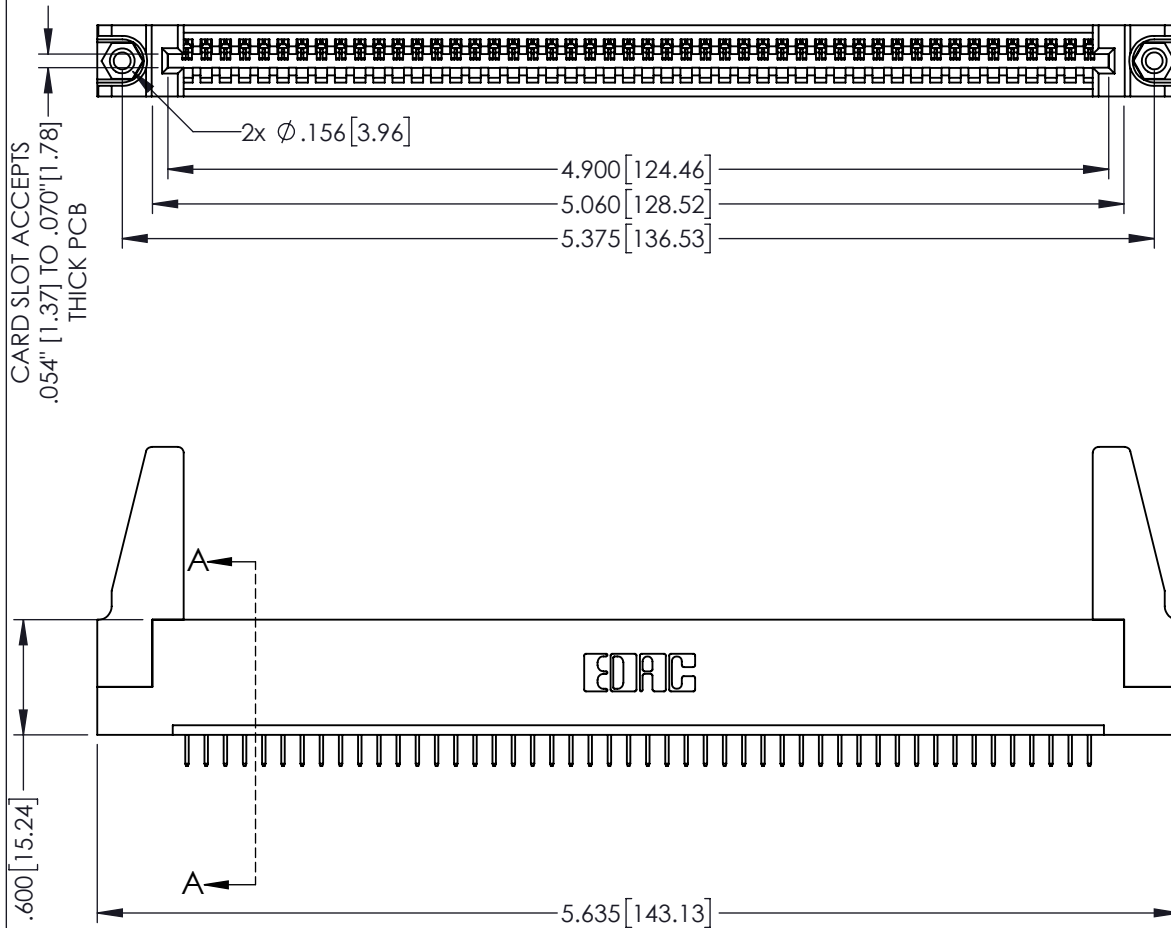 2x Ø.156[3.96]
4.900[124.46]
5.060[128.52]
5.375[136.53]
CARD SLOT ACCEPTS
.054" [1.37] TO .070"[1.78]
THICK PCB
A
EDAC
A
.600[15.24]
5.635[143.13]